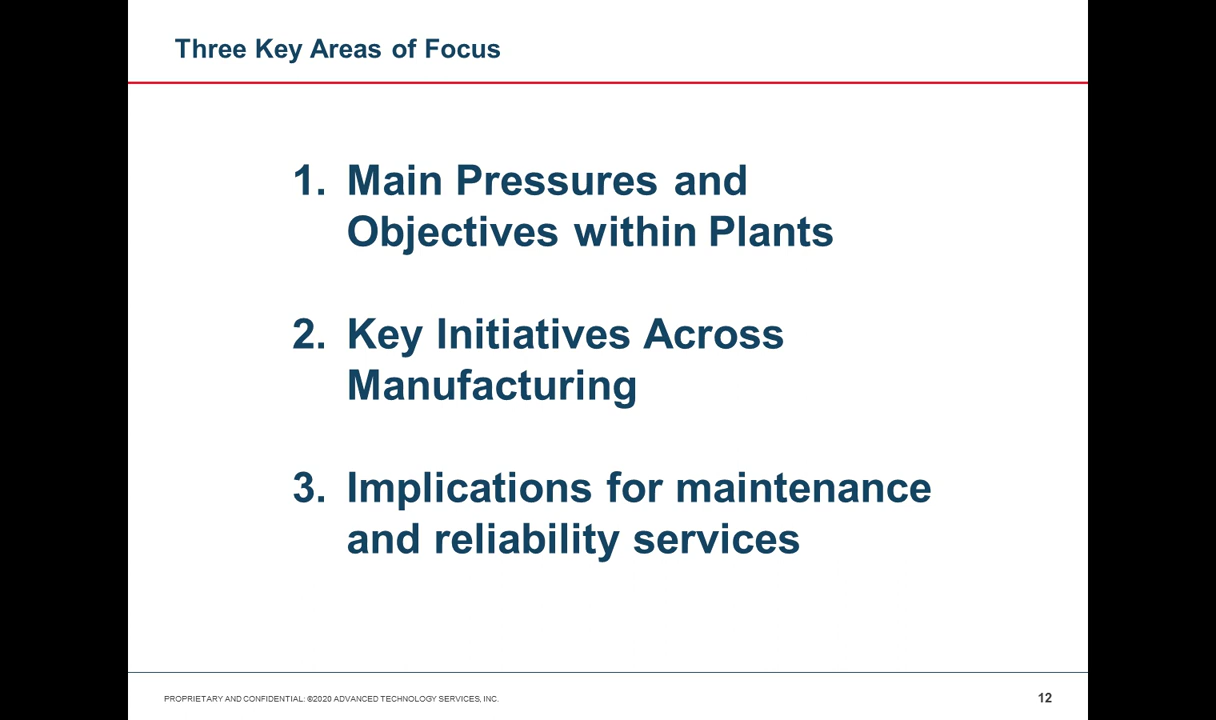 Three Key Areas of Focus
1. Main Pressures and
Objectives within Plants
2. Key Initiatives Across
Manufacturing
3. Implications for maintenance
and reliability services
PROPRIETARY AND CONFIDENTIAL: ©2020 ADVANCED TECHNOLOGY SERVICES, INC.
12